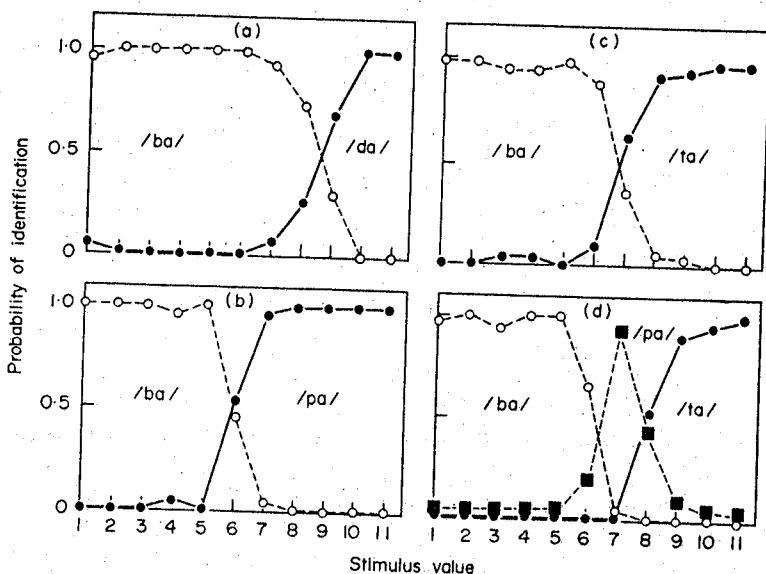 (a)
(c)
1·0
0·5
0
/ba/
/da/
/ba/
/ta/
(b)
(d)
1·0
0·5
0
/ba/
/pa/
/ba/
/pa/
/ta/
1 2 3 4 5 6 7 8 9 10 11
1 2 3 4 5 6 7 8 9 10 11
Probability of identification
Stimulus value